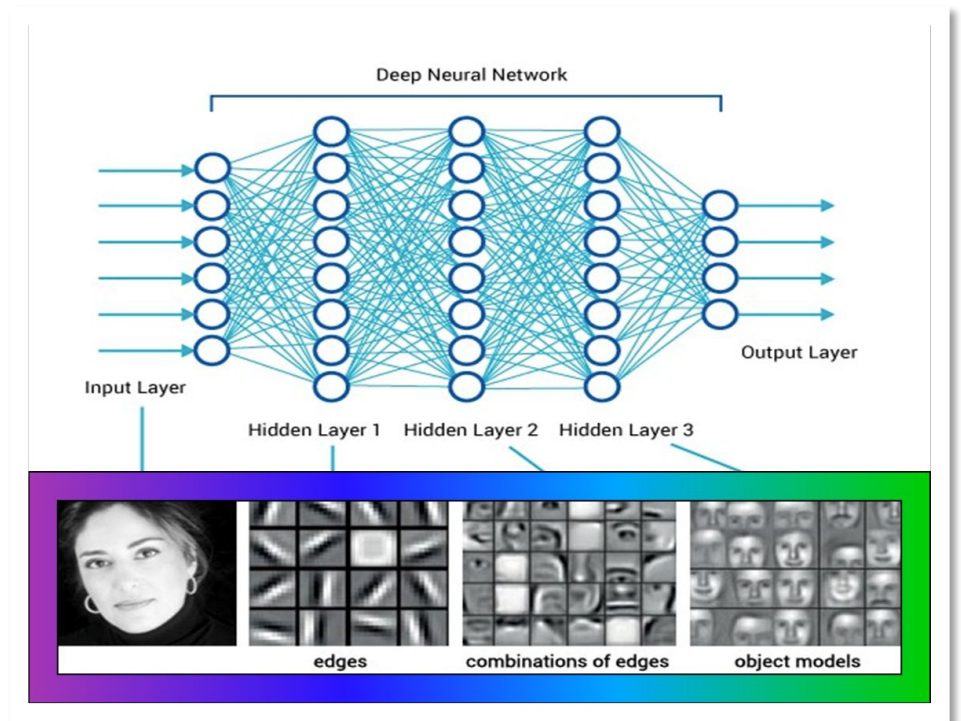 Deep Neural Network
Output Layer
Input Layer
Hidden Layer 1 Hidden Layer 2 Hidden Layer 3
edges combinations of edges object models